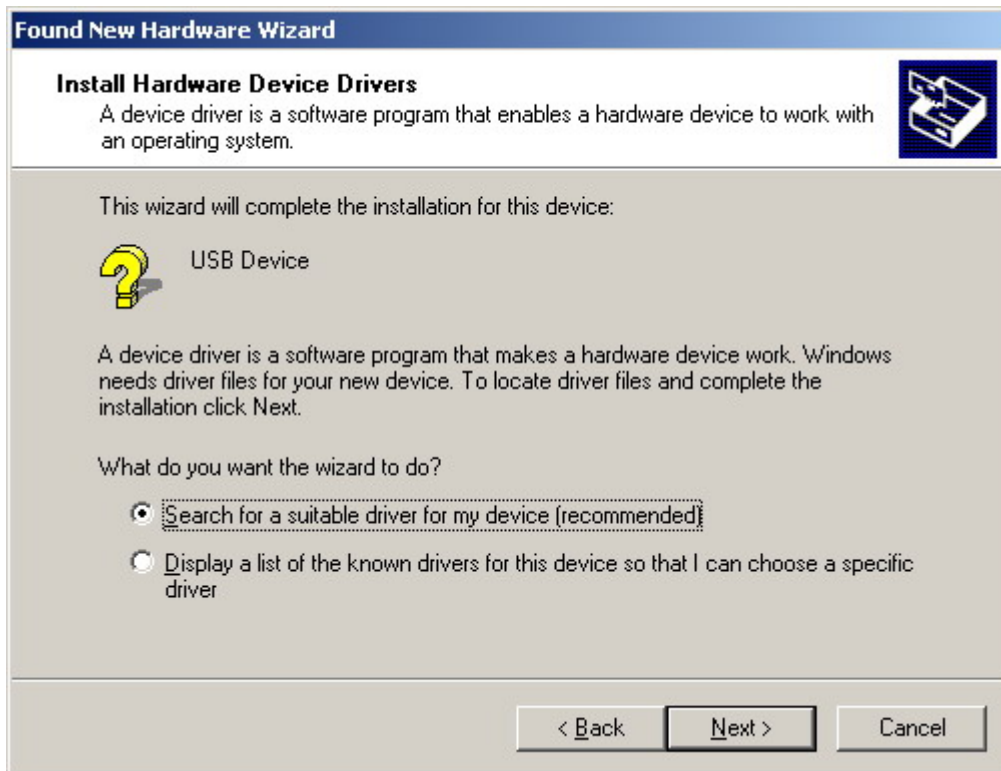 Found New Hardware Wizard
Install Hardware Device Drivers
A device driver is a software program that enables a hardware device to work with
an operating system.
This wizard will complete the installation for this device:
USB Device
A device driver is a software program that makes a hardware device work. Windows
needs driver files for your new device. To locate driver files and complete the
installation click Next.
What do you want the wizard to do?
Search for a suitable driver for my device (recommended)
Display a list of the known drivers for this device so that I can choose a specific
driver
< Back
Next >
Cancel